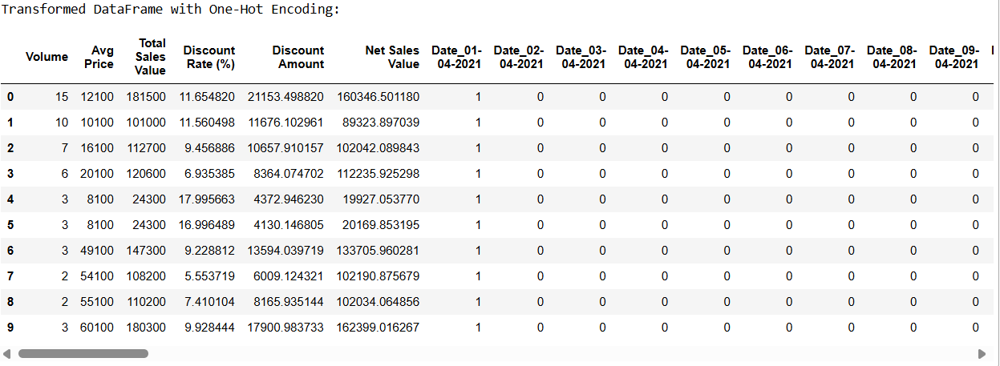 Transformed DataFrame with One-Hot Encoding:
Volume Avg Price Total Sales Value Discount Rate (%) Discount Amount Net Sales Value Date_01-04-2021 Date_02-04-2021 Date_03-04-2021 Date_04-04-2021 Date_05-04-2021 Date_06-04-2021 Date_07-04-2021 Date_08-04-2021 Date_09-04-2021
0 15 12100 181500 11.654820 21153.498820 160346.501180 1 0 0 0 0 0 0 0 0
1 10 10100 101000 11.560498 11676.102961 89323.897039 1 0 0 0 0 0 0 0 0
2 7 16100 112700 9.456886 10657.910157 102042.089843 1 0 0 0 0 0 0 0 0
3 6 20100 120600 6.935385 8364.074702 112235.925298 1 0 0 0 0 0 0 0 0
4 3 8100 24300 17.995663 4372.946230 19927.053770 1 0 0 0 0 0 0 0 0
5 3 8100 24300 16.996489 4130.146805 20169.853195 1 0 0 0 0 0 0 0 0
6 3 49100 147300 9.228812 13594.039719 133705.960281 1 0 0 0 0 0 0 0 0
7 2 54100 108200 5.553719 6009.124321 102190.875679 1 0 0 0 0 0 0 0 0
8 2 55100 110200 7.410104 8165.935144 102034.064856 1 0 0 0 0 0 0 0 0
9 3 60100 180300 9.928444 17900.983733 162399.016267 1 0 0 0 0 0 0 0 0